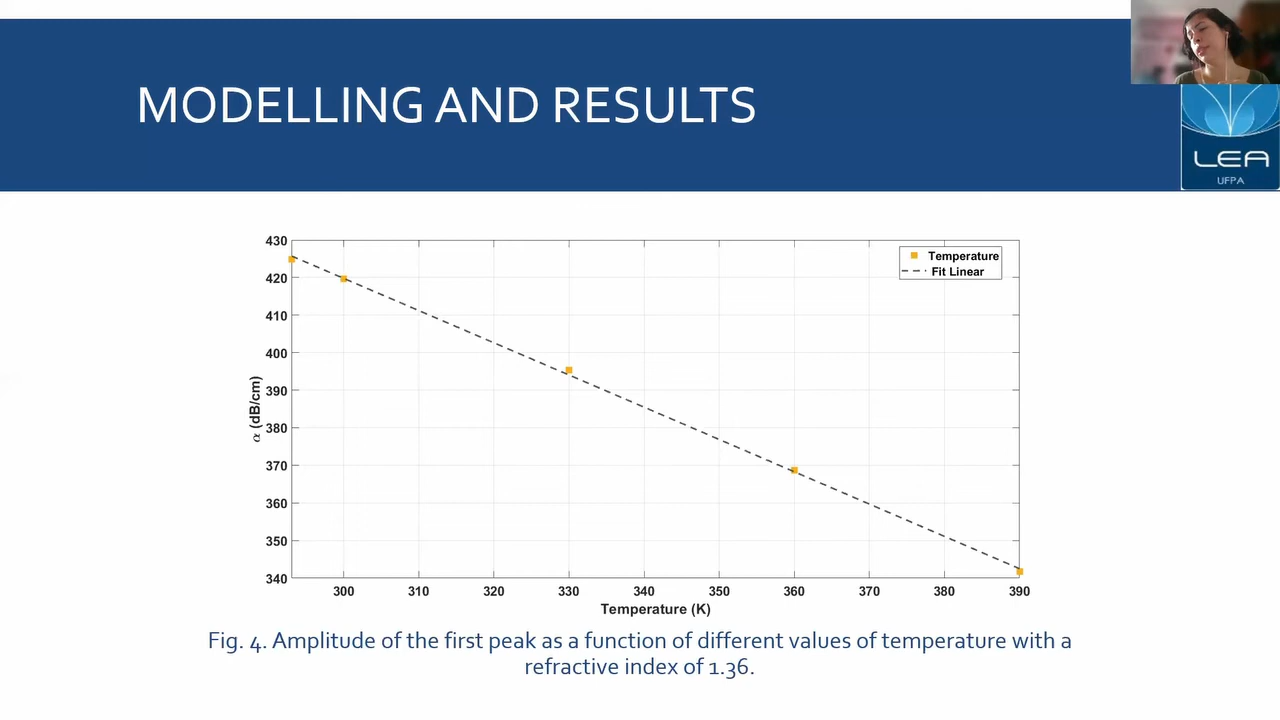 MODELLING AND RESULTS
LEA
UFPA
430
420
410
400
390
380
370
360
350
340
α (dB/cm)
Temperature
Fit Linear
300 310 320 330 340 350 360 370 380 390
Temperature (K)
Fig. 4. Amplitude of the first peak as a function of different values of temperature with a
refractive index of 1.36.